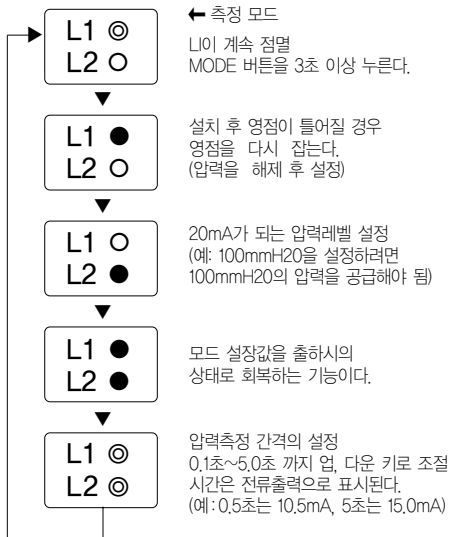 L1 ◎
L2 ○
← 측정 모드
LI이 계속 점멸
MODE 버튼을 3초 이상 누른다.
▼
L1 ●
L2 ○
설치 후 영점이 틀어질 경우
영점을 다시 잡는다.
(압력을 해제 후 설정)
▼
L1 ○
L2 ●
20mA가 되는 압력레벨 설정
(예: 100mmH20을 설정하려면
100mmH20의 압력을 공급해야 됨)
▼
L1 ●
L2 ●
모드 설장값을 출하시의
상태로 회복하는 기능이다.
▼
L1 ◎
L2 ◎
압력측정 간격의 설정
0.1초~5.0초 까지 업, 다운 키로 조절
시간은 전류출력으로 표시된다.
(예:0.5초는 10.5mA, 5초는 15.0mA)